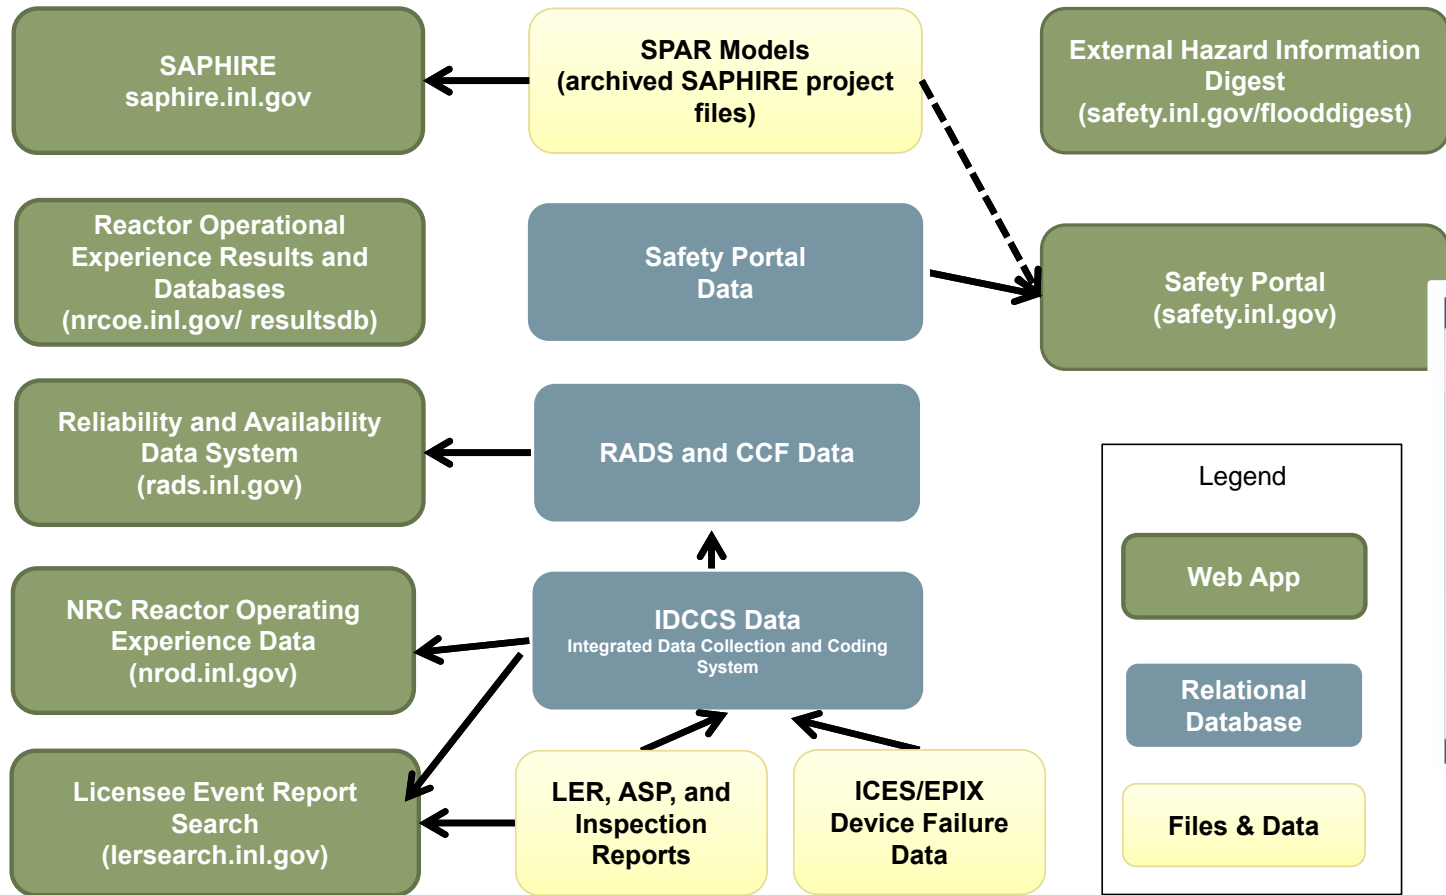 SAPHIRE
saphire.inl.gov
SPAR Models
(archived SAPHIRE project
files)
External Hazard Information
Digest
(safety.inl.gov/flooddigest)
Reactor Operational
Experience Results and
Databases
(nrcoe.inl.gov/ resultsdb)
Safety Portal
Data
Safety Portal
(safety.inl.gov)
Reliability and Availability
Data System
(rads.inl.gov)
RADS and CCF Data
NRC Reactor Operating
Experience Data
(nrod.inl.gov)
IDCCS Data
Integrated Data Collection and Coding
System
Licensee Event Report
Search
(lersearch.inl.gov)
LER, ASP, and
Inspection
Reports
ICES/EPIX
Device Failure
Data
Legend
Web App
Relational
Database
Files & Data